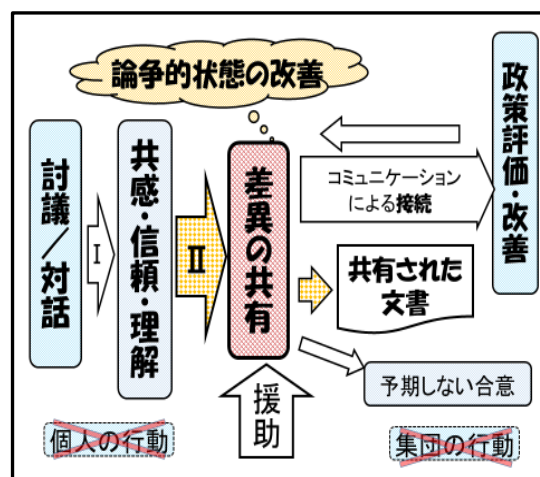 論争的状態の改善
討議／対話
Ⅰ
共感・信頼・理解
Ⅱ
差異の共有
コミュニケーション
による接続
政策評価・改善
共有された
文書
予期しない合意
援助
個人の行動
集団の行動